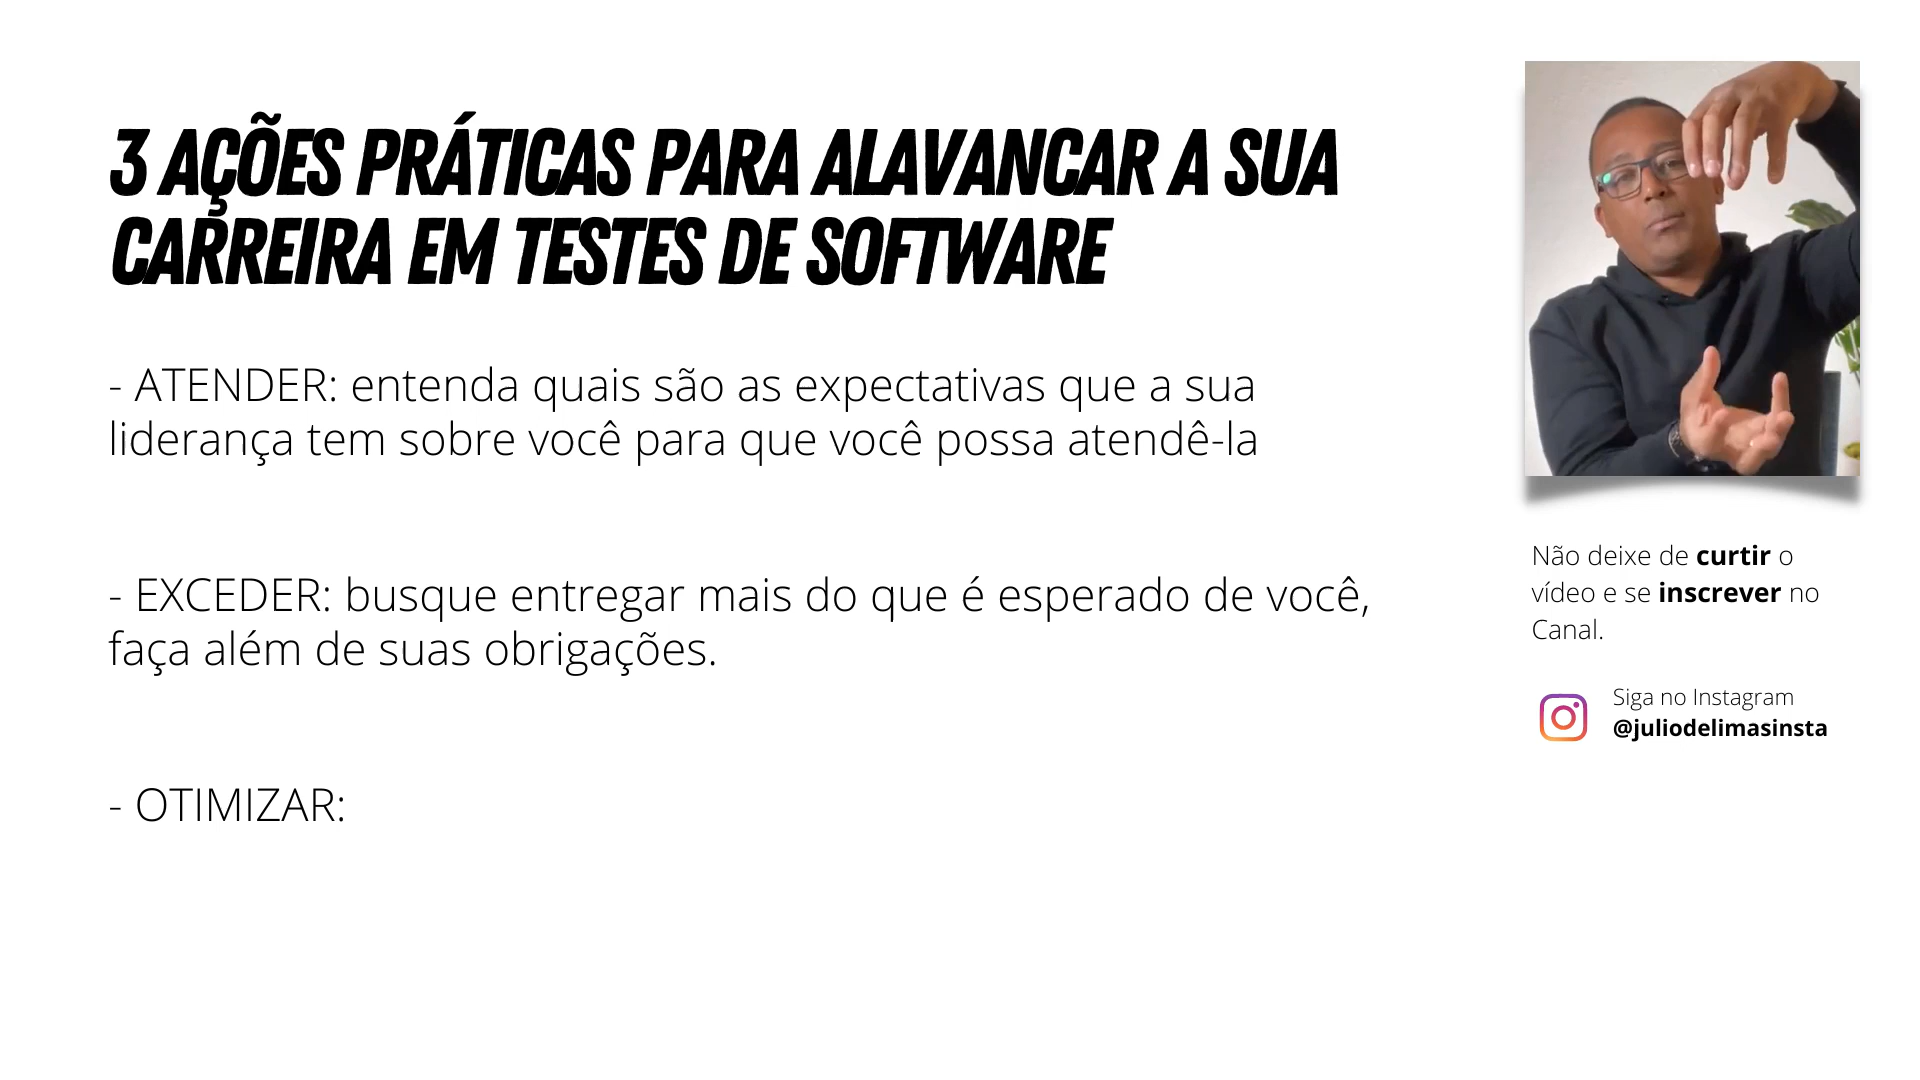 3 AÇÕES PRÁTICAS PARA ALAVANCAR A SUA
CARREIRA EM TESTES DE SOFTWARE
- ATENDER: entenda quais são as expectativas que a sua
liderança tem sobre você para que você possa atendê-la
- EXCEDER: busque entregar mais do que é esperado de você,
faça além de suas obrigações.
- OTIMIZAR:
Não deixe de curtir o
vídeo e se inscrever no
Canal.
Siga no Instagram
@juliodelimasinsta